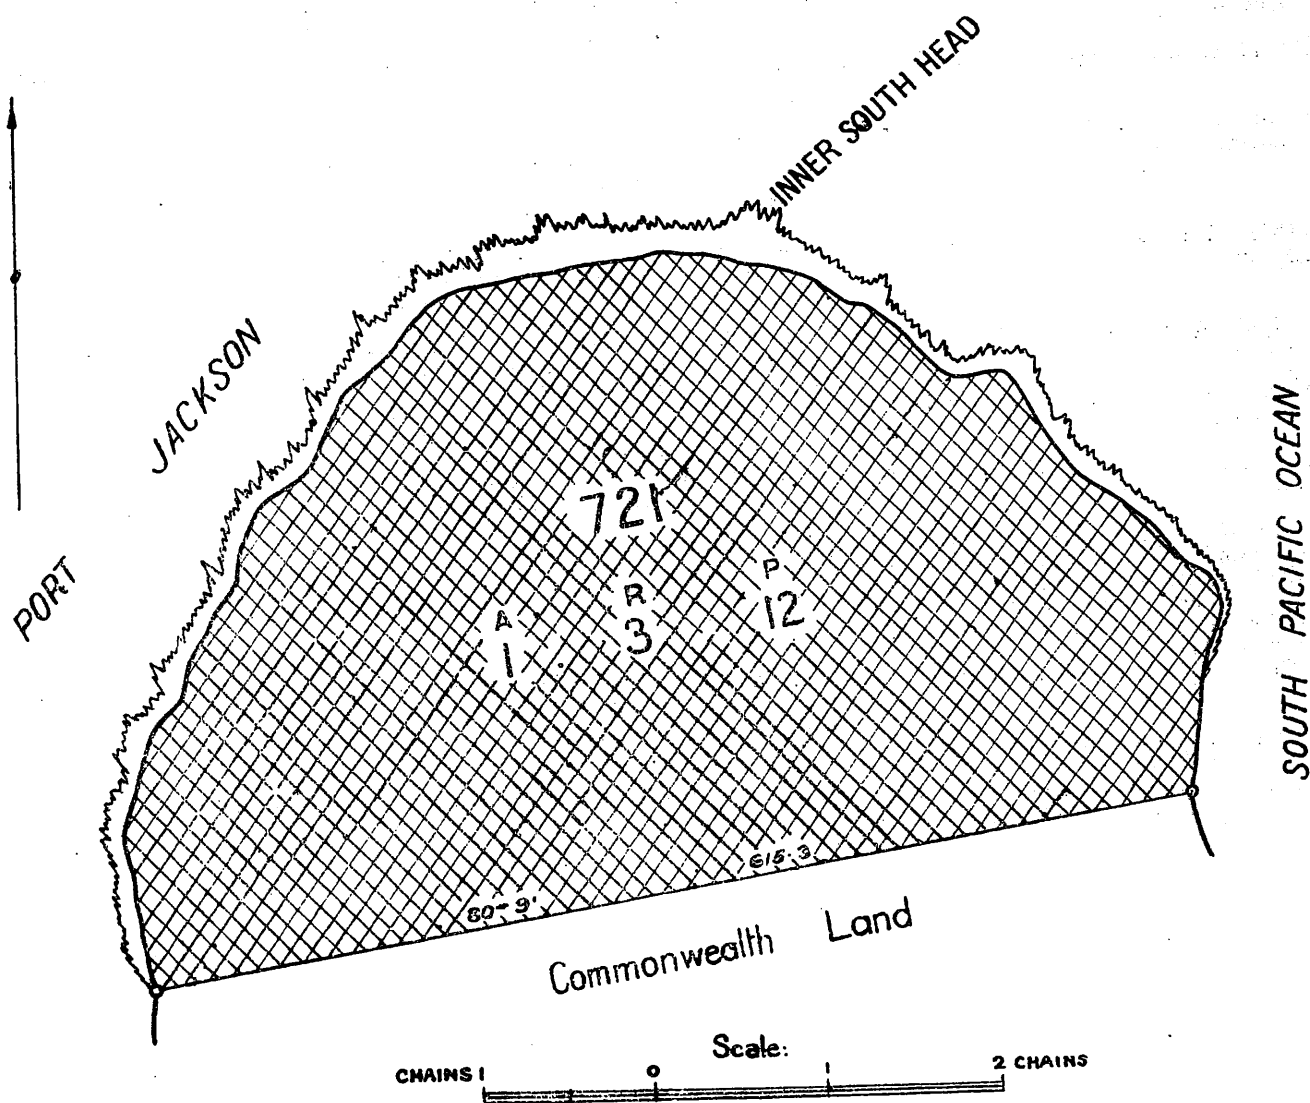 INNER SOUTH HEAD
PORT JACKSON
SOUTH PACIFIC OCEAN
721
A R P
1 3 12
80-9'
615.3
Commonwealth Land
Scale:
CHAINS 1 0 1 2 CHAINS